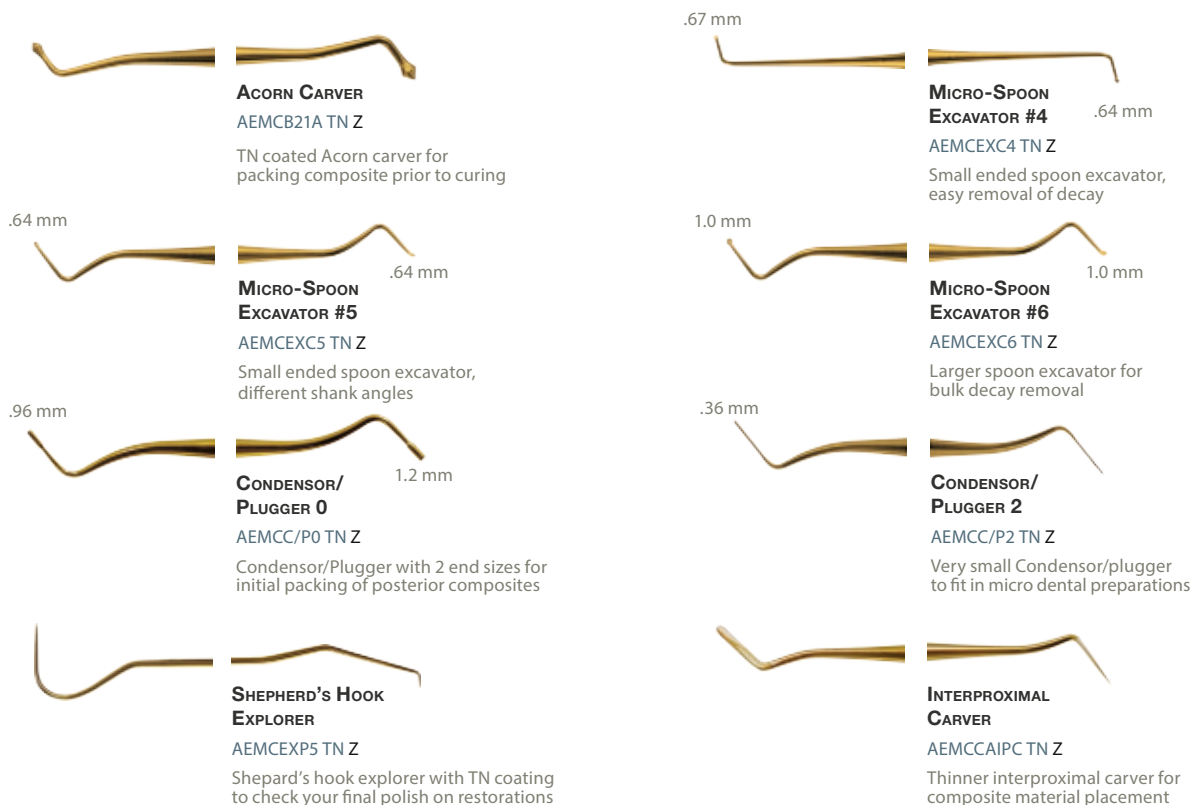 Acorn Carver
AEMCB21A TN Z
TN coated Acorn carver for
packing composite prior to curing
.67 mm
.64 mm
Micro-Spoon
Excavator #4
AEMCEXC4 TN Z
Small ended spoon excavator,
easy removal of decay
.64 mm
.64 mm
Micro-Spoon
Excavator #5
AEMCEXC5 TN Z
Small ended spoon excavator,
different shank angles
1.0 mm
1.0 mm
Micro-Spoon
Excavator #6
AEMCEXC6 TN Z
Larger spoon excavator for
bulk decay removal
.96 mm
1.2 mm
Condensor/
Plugger 0
AEMCC/P0 TN Z
Condensor/Plugger with 2 end sizes for
initial packing of posterior composites
.36 mm
Condensor/
Plugger 2
AEMCC/P2 TN Z
Very small Condensor/plugger
to fit in micro dental preparations
Shepherd's Hook
Explorer
AEMCEXP5 TN Z
Shepard's hook explorer with TN coating
to check your final polish on restorations
Interproximal
Carver
AEMCCAIPC TN Z
Thinner interproximal carver for
composite material placement